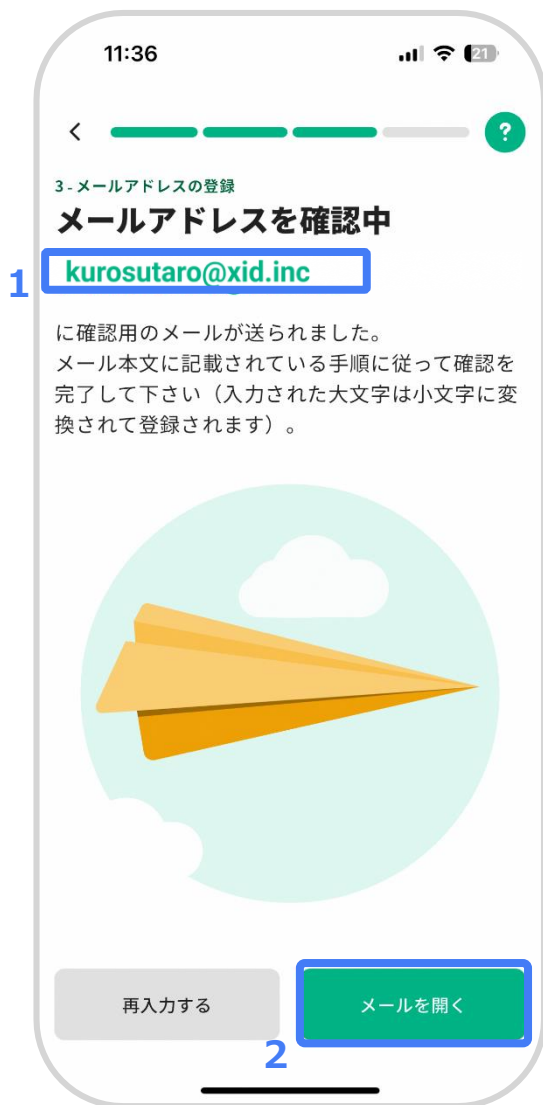 11:36
21
?
3 - メールアドレスの登録
メールアドレスを確認中
1
kurosutaro@xid.inc
に確認用のメールが送られました。
メール本文に記載されている手順に従って確認を
完了して下さい（入力された大文字は小文字に変
換されて登録されます）。
再入力する
メールを開く
2